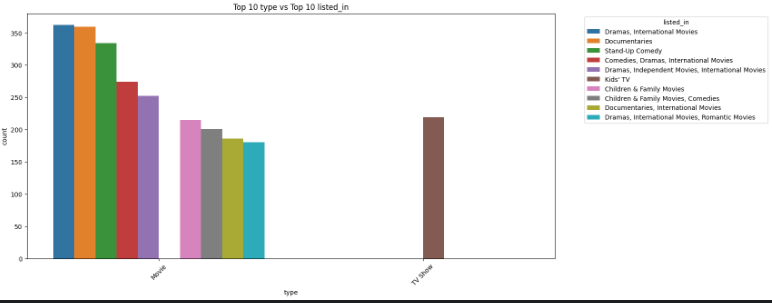 Top 10 type vs Top 10 listed_in
350
300
250
200
150
100
50
0
count
Movie
TV Show
type
listed_in
Dramas, International Movies
Documentaries
Stand-Up Comedy
Comedies, Dramas, International Movies
Dramas, Independent Movies, International Movies
Kids' TV
Children & Family Movies
Children & Family Movies, Comedies
Documentaries, International Movies
Dramas, International Movies, Romantic Movies